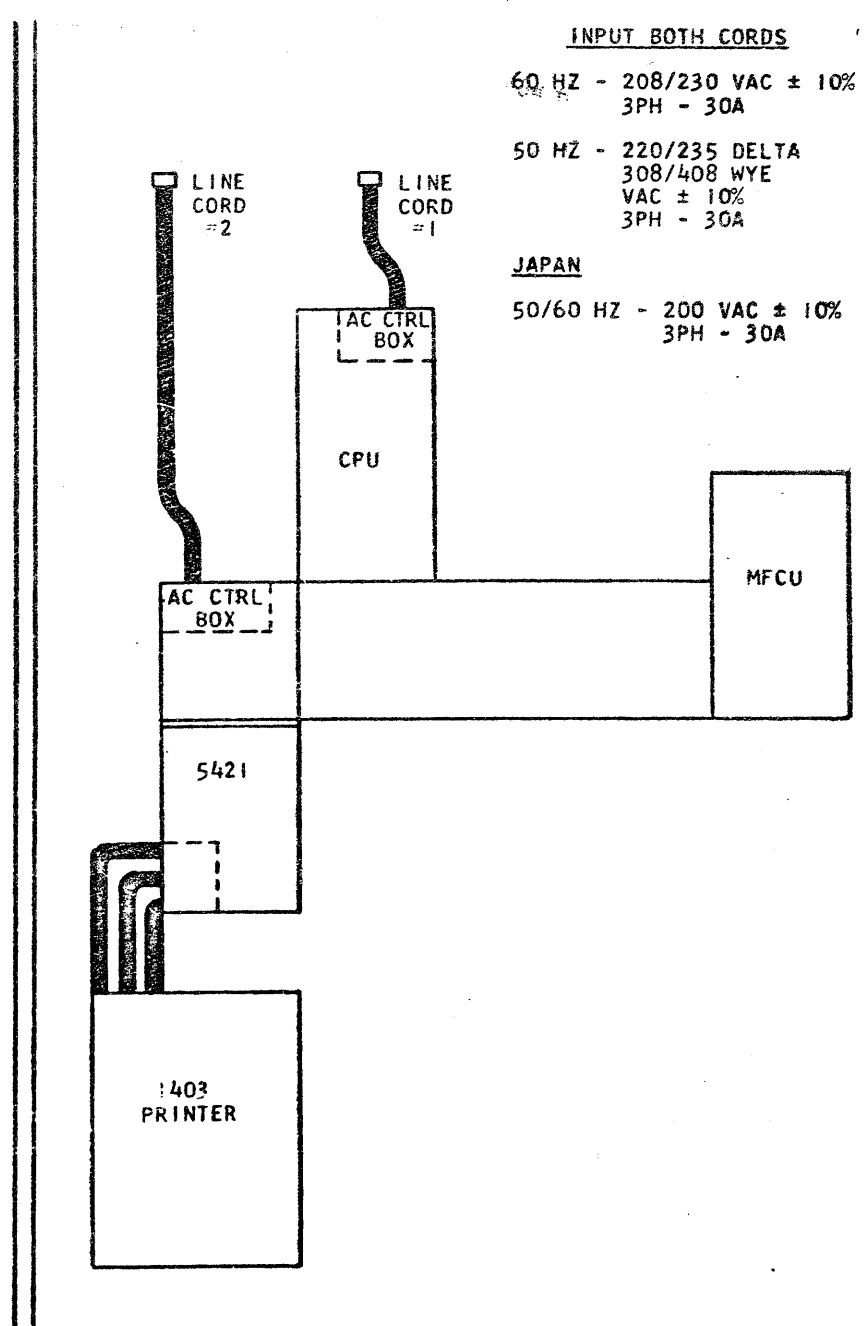 INPUT BOTH CORDS
60 HZ - 208/230 VAC ± 10%
3PH - 30A
50 HZ - 220/235 DELTA
308/408 WYE
VAC ± 10%
3PH - 30A
JAPAN
50/60 HZ - 200 VAC ± 10%
3PH - 30A
LINE
CORD
#2
LINE
CORD
#1
AC CTRL
BOX
CPU
MFCU
AC CTRL
BOX
5421
1403
PRINTER